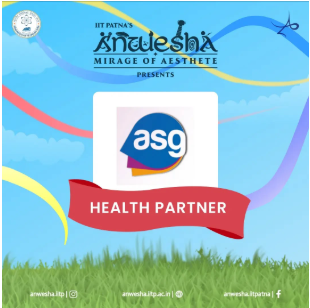 IIT PATNA'S
ANWESHA
MIRAGE OF AESTHETE
PRESENTS
asg
HEALTH PARTNER
anwesha.iitp |
anwesha.iitp.ac.in |
anwesha.iitpatna |